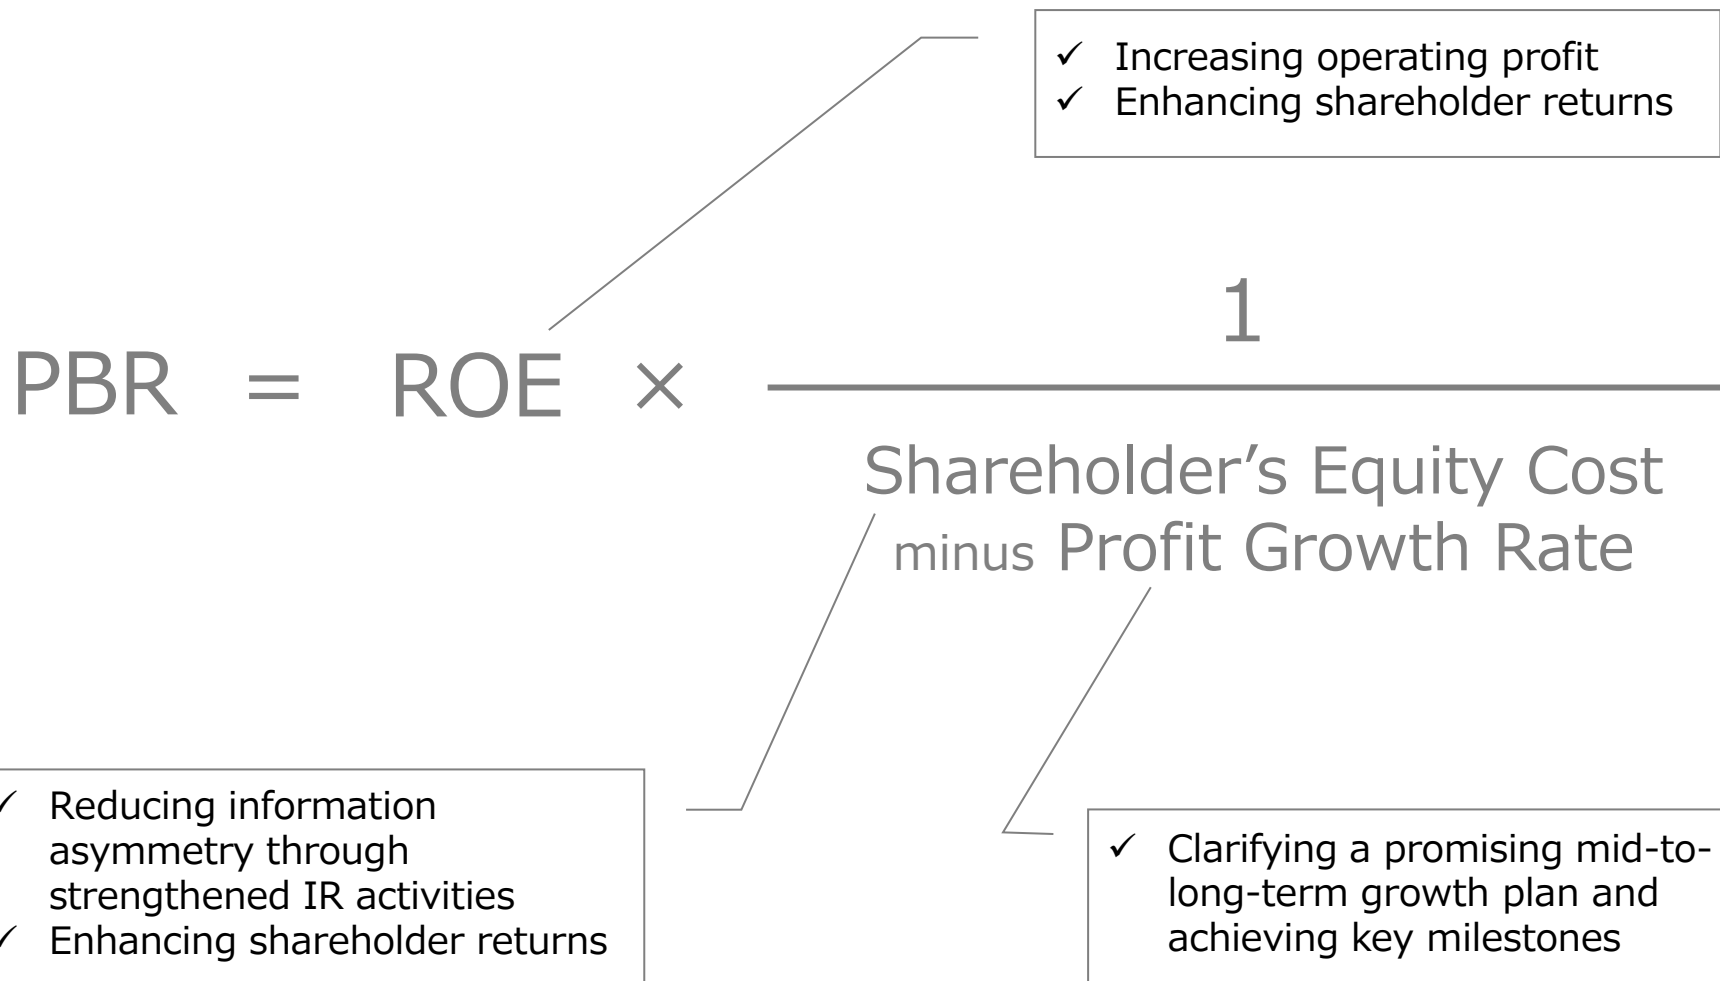 ✓ Increasing operating profit
✓ Enhancing shareholder returns
1
PBR = ROE ×
Shareholder’s Equity Cost
minus Profit Growth Rate
✓ Reducing information
asymmetry through
strengthened IR activities
✓ Enhancing shareholder returns
✓ Clarifying a promising mid-to-
long-term growth plan and
achieving key milestones